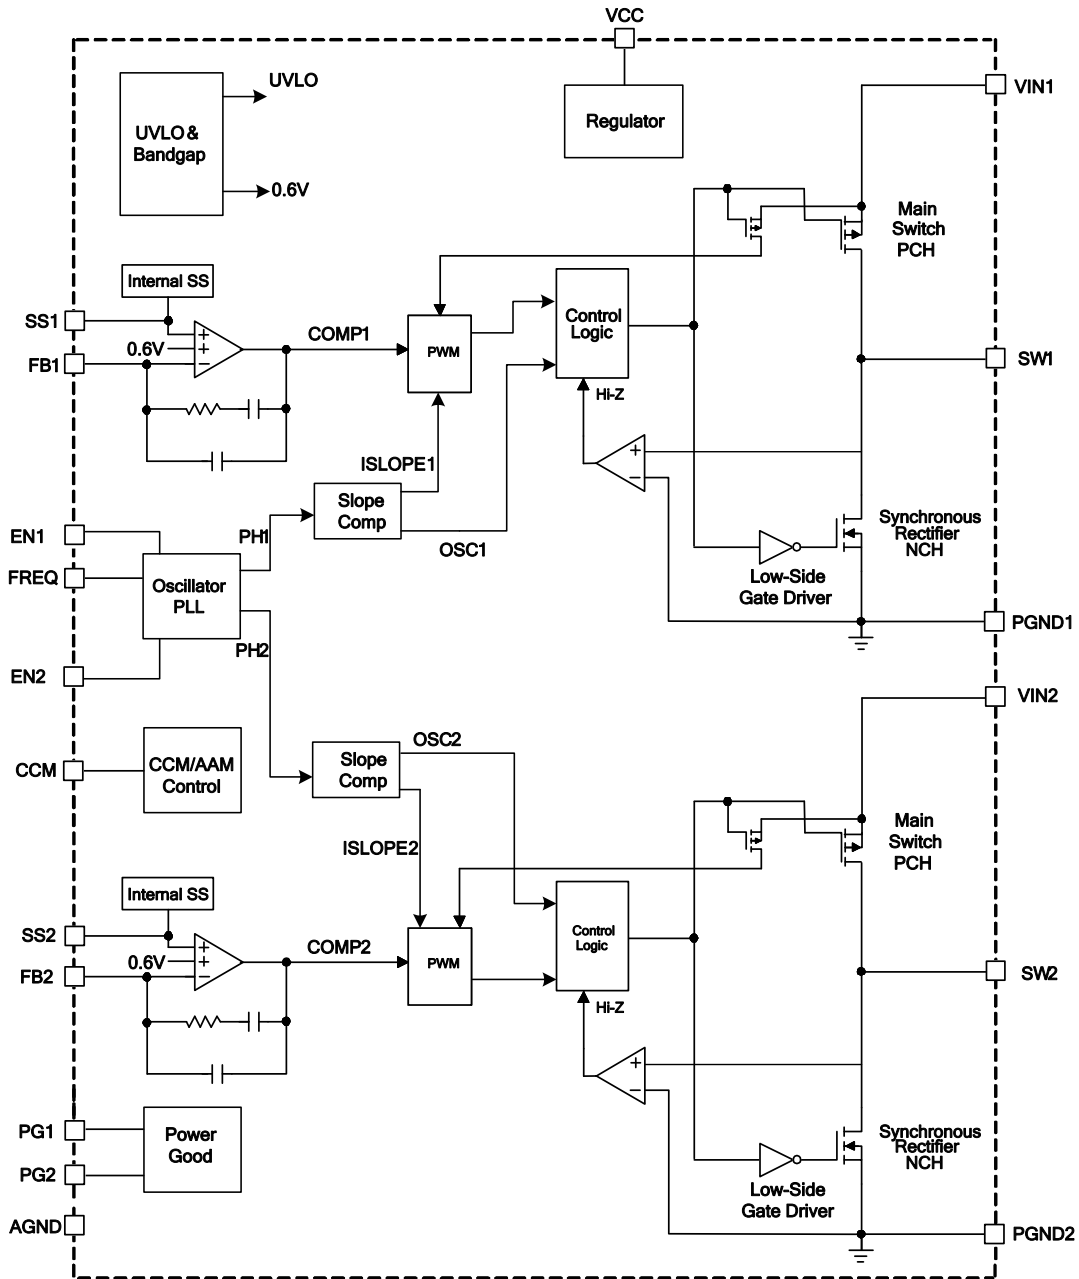 VCC
UVLO
UVLO &
Bandgap
0.6V
Regulator
VIN1
Main
Switch
PCH
Internal SS
SS1
0.6V
FB1
+
+
−
COMP1
PWM
Control
Logic
Hi-Z
SW1
+
−
ISLOPE1
Slope
Comp
OSC1
PH1
EN1
FREQ
Oscillator
PLL
PH2
EN2
Synchronous
Rectifier
NCH
Low-Side
Gate Driver
PGND1
VIN2
CCM
CCM/AAM
Control
Slope
Comp
OSC2
ISLOPE2
Main
Switch
PCH
Internal SS
SS2
0.6V
FB2
+
+
−
COMP2
PWM
Control
Logic
Hi-Z
SW2
+
−
PG1
PG2
Power
Good
Synchronous
Rectifier
NCH
Low-Side
Gate Driver
AGND
PGND2